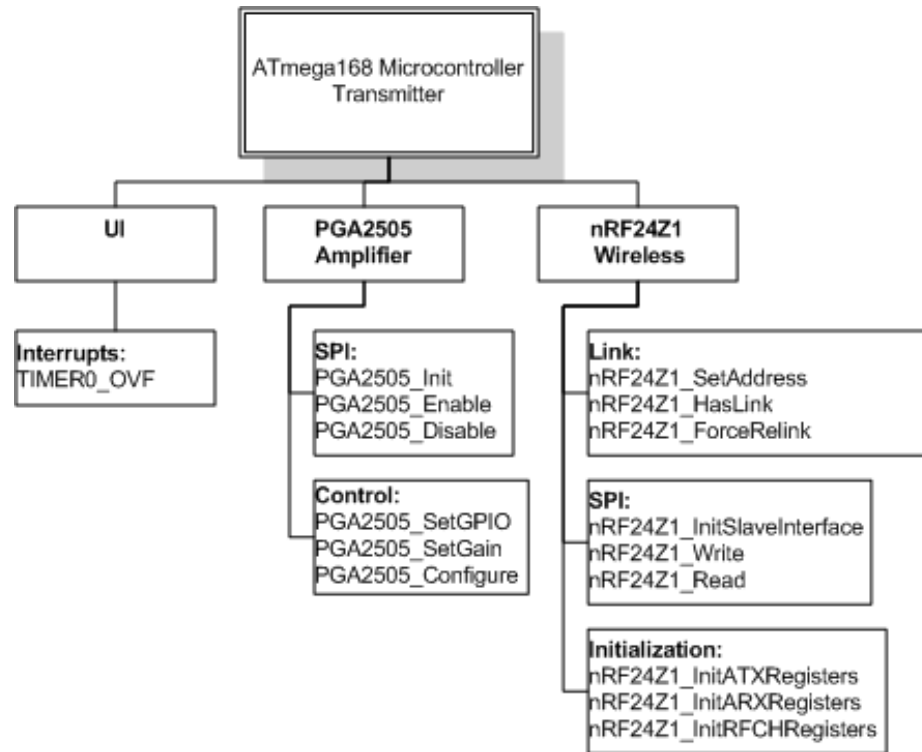 ATmega168 Microcontroller
Transmitter
UI
PGA2505
Amplifier
nRF24Z1
Wireless
Interrupts:
TIMER0_OVF
SPI:
PGA2505_Init
PGA2505_Enable
PGA2505_Disable
Control:
PGA2505_SetGPIO
PGA2505_SetGain
PGA2505_Configure
Link:
nRF24Z1_SetAddress
nRF24Z1_HasLink
nRF24Z1_ForceRelink
SPI:
nRF24Z1_InitSlaveInterface
nRF24Z1_Write
nRF24Z1_Read
Initialization:
nRF24Z1_InitATXRegisters
nRF24Z1_InitARXRegisters
nRF24Z1_InitRFCHRegisters